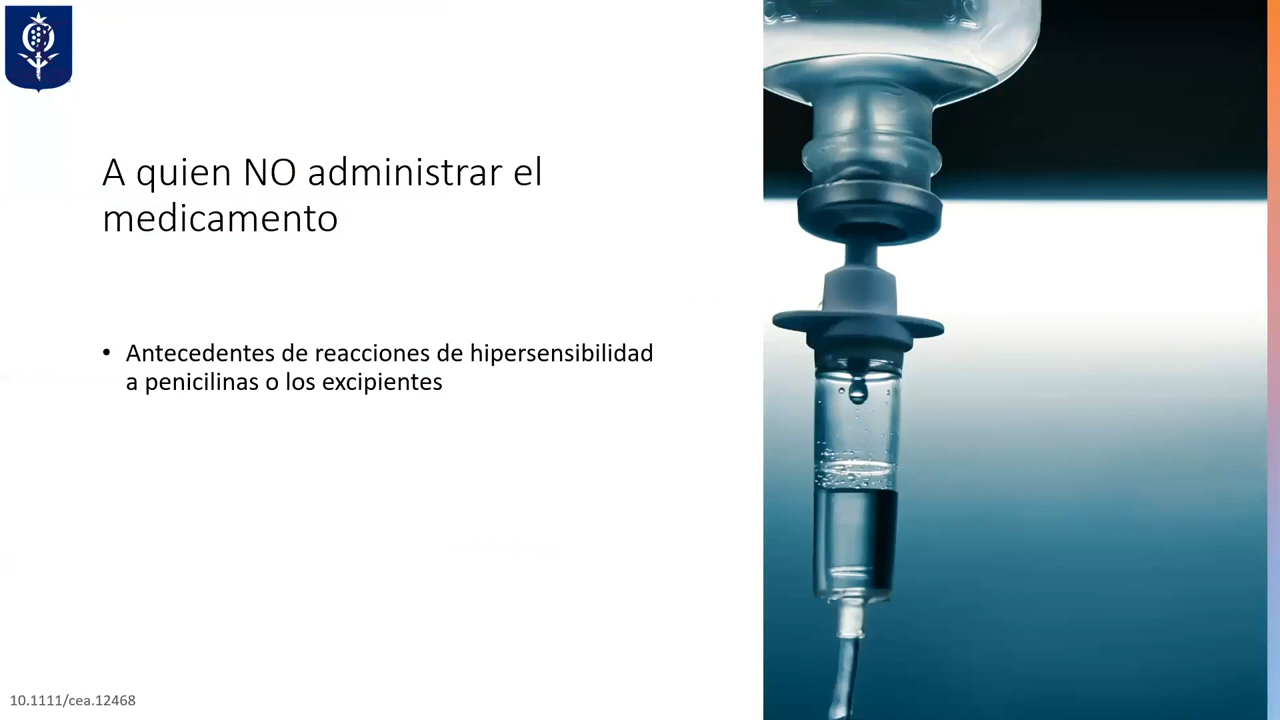 A quien NO administrar el
medicamento
• Antecedentes de reacciones de hipersensibilidad
a penicilinas o los excipientes
10.1111/cea.12468